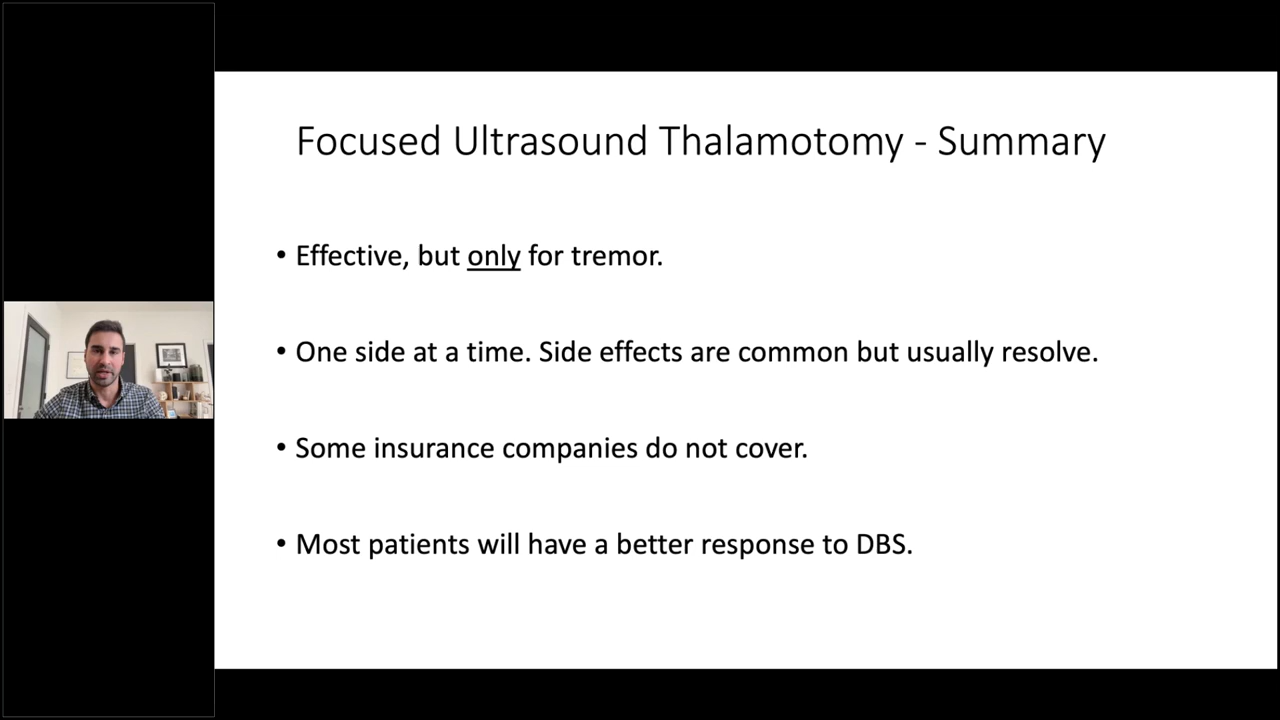 Focused Ultrasound Thalamotomy - Summary
• Effective, but only for tremor.
• One side at a time. Side effects are common but usually resolve.
• Some insurance companies do not cover.
• Most patients will have a better response to DBS.